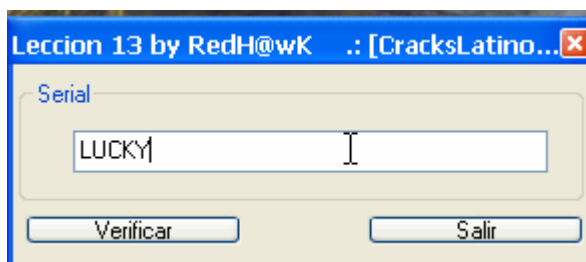 Leccion 13 by RedH@wK .: [CracksLatino...
Serial
LUCKY
Verificar Salir